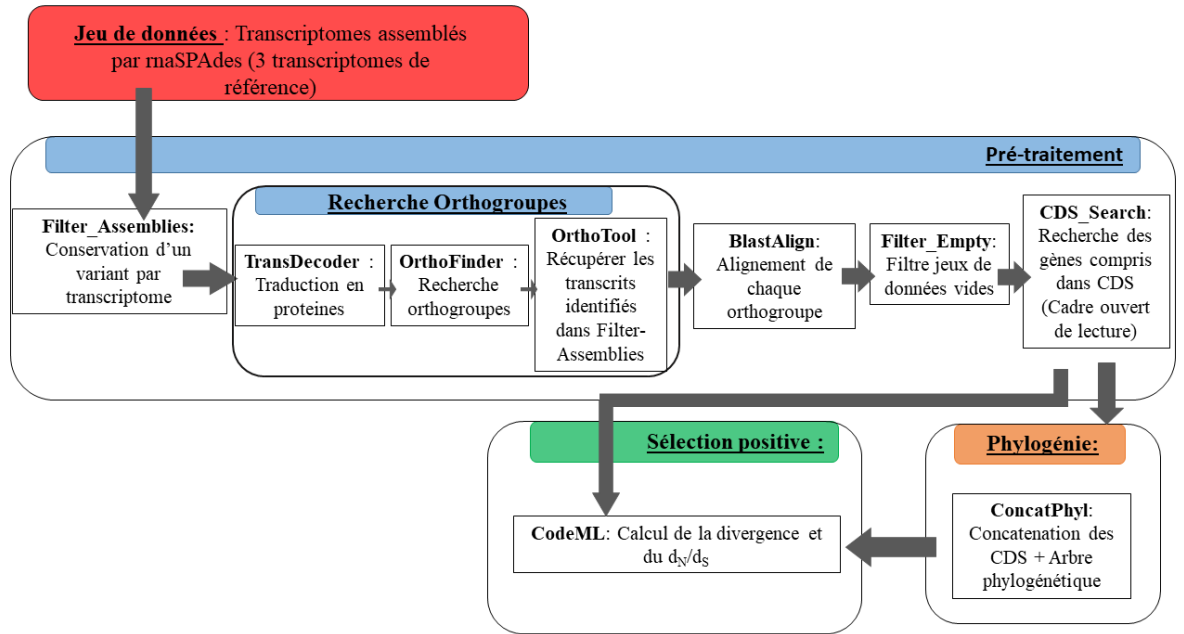 Jeu de données : Transcriptomes assemblés
par rnaSPAdes (3 transcriptomes de
référence)
Pré-traitement
Filter_Assemblies:
Conservation d’un
variant par
transcriptome
Recherche Orthogroupes
TransDecoder :
Traduction en
proteines
OrthoFinder :
Recherche
orthogroupes
OrthoTool :
Récupérer les
transcrits
identifiés
dans Filter-
Assemblies
BlastAlign:
Alignement de
chaque
orthogroupe
Filter_Empty:
Filtre jeux de
données vides
CDS_Search:
Recherche des
gènes compris
dans CDS
(Cadre ouvert
de lecture)
Sélection positive :
CodeML: Calcul de la divergence et
du dN/dS
Phylogénie:
ConcatPhyl:
Concatenation des
CDS + Arbre
phylogénétique